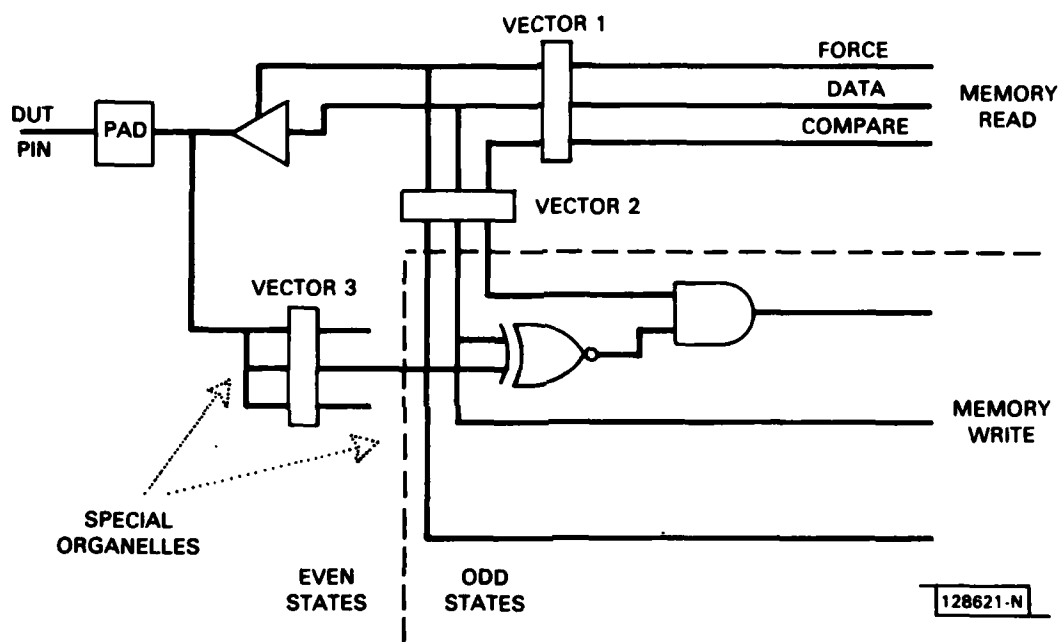 VECTOR 1
FORCE
DATA
COMPARE
MEMORY
READ
DUT
PIN
PAD
VECTOR 2
VECTOR 3
MEMORY
WRITE
SPECIAL
ORGANELLES
EVEN
STATES
ODD
STATES
128621-N